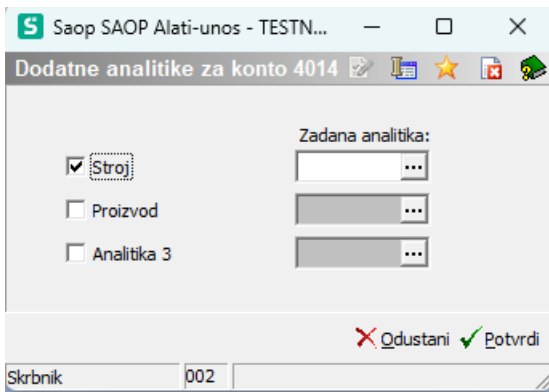 S Saop SAOP Alati-unos - TESTN...
Dodatne analitike za konto 4014
Zadana analitika:
Stroj ...
Proizvod ...
Analitika 3 ...
Odustani Potvrdi
Skrbnik 002